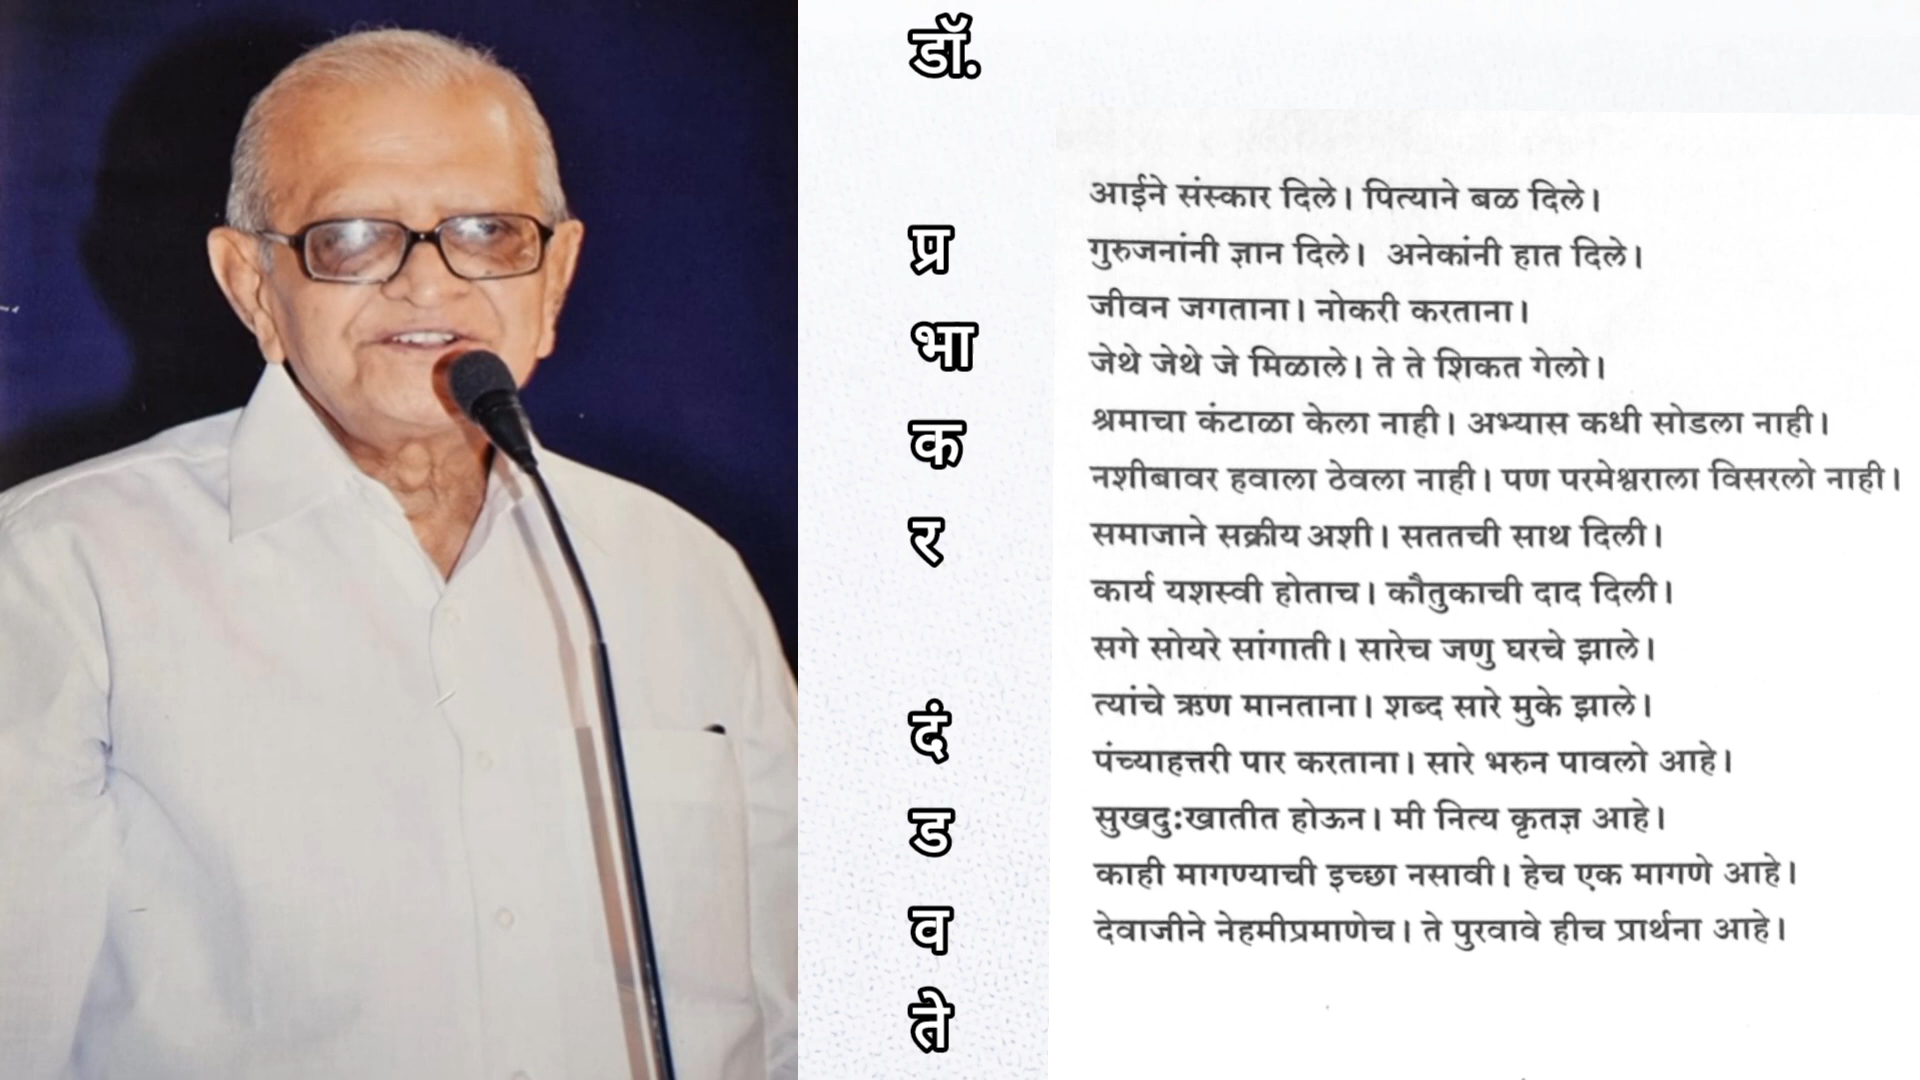 डॉ.
प्र
भा
क
र
दं
ड
व
ते
आईने संस्कार दिले। पित्याने बळ दिले।
गुरुजनांनी ज्ञान दिले। अनेकांनी हात दिले।
जीवन जगताना। नोकरी करताना।
जेथे जेथे जे मिळाले। ते ते शिकत गेलो।
श्रमाचा कंटाळा केला नाही। अभ्यास कधी सोडला नाही।
नशीबावर हवाला ठेवला नाही। पण परमेश्वराला विसरलो नाही।
समाजाने सक्रीय अशी। सततची साथ दिली।
कार्य यशस्वी होताच। कौतुकाची दाद दिली।
सगे सोयरे सांगाती। सारेच जणु घरचे झाले।
त्यांचे ऋण मानताना। शब्द सारे मुके झाले।
पंच्याहत्तरी पार करताना। सारे भरुन पावलो आहे।
सुखदु:खातीत होऊन। मी नित्य कृतज्ञ आहे।
काही मागण्याची इच्छा नसावी। हेच एक मागणे आहे।
देवाजीने नेहमीप्रमाणेच। ते पुरवावे हीच प्रार्थना आहे।